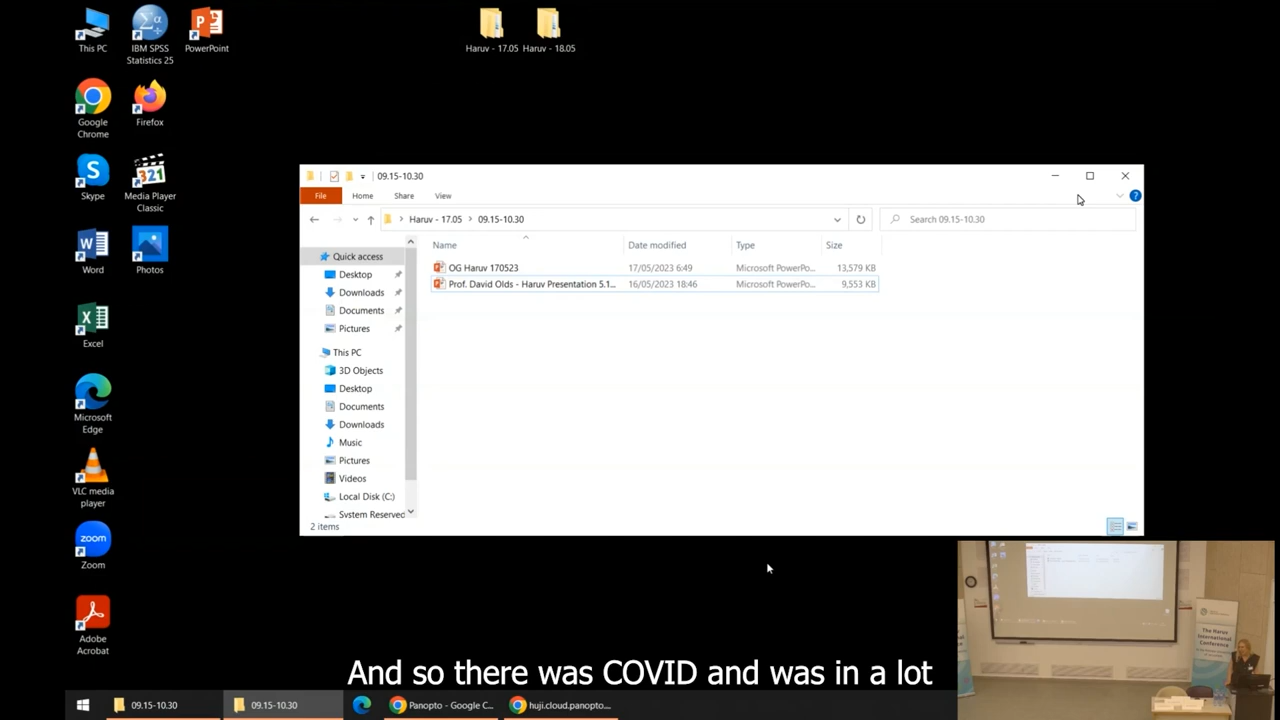 This PC
IBM SPSS
Statistics 25
PowerPoint
Haruv - 17.05
Haruv - 18.05
Google
Chrome
Firefox
Skype
Media Player
Classic
Word
Photos
Excel
Microsoft
Edge
VLC media
player
Zoom
Adobe
Acrobat
09.15-10.30
File
Home
Share
View
Haruv - 17.05
09.15-10.30
Search 09.15-10.30
Quick access
Desktop
Downloads
Documents
Pictures
This PC
3D Objects
Desktop
Documents
Downloads
Music
Pictures
Videos
Local Disk (C:)
System Reserved
Name
Date modified
Type
Size
OG Haruv 170523
17/05/2023 6:49
Microsoft PowerPo...
13,579 KB
Prof. David Olds - Haruv Presentation 5.1...
16/05/2023 18:46
Microsoft PowerPo...
9,553 KB
2 items
The Haruv
International
Conference
And so there was COVID and was in a lot
09.15-10.30
09.15-10.30
Panopto - Google C...
huji.cloud.panopto....